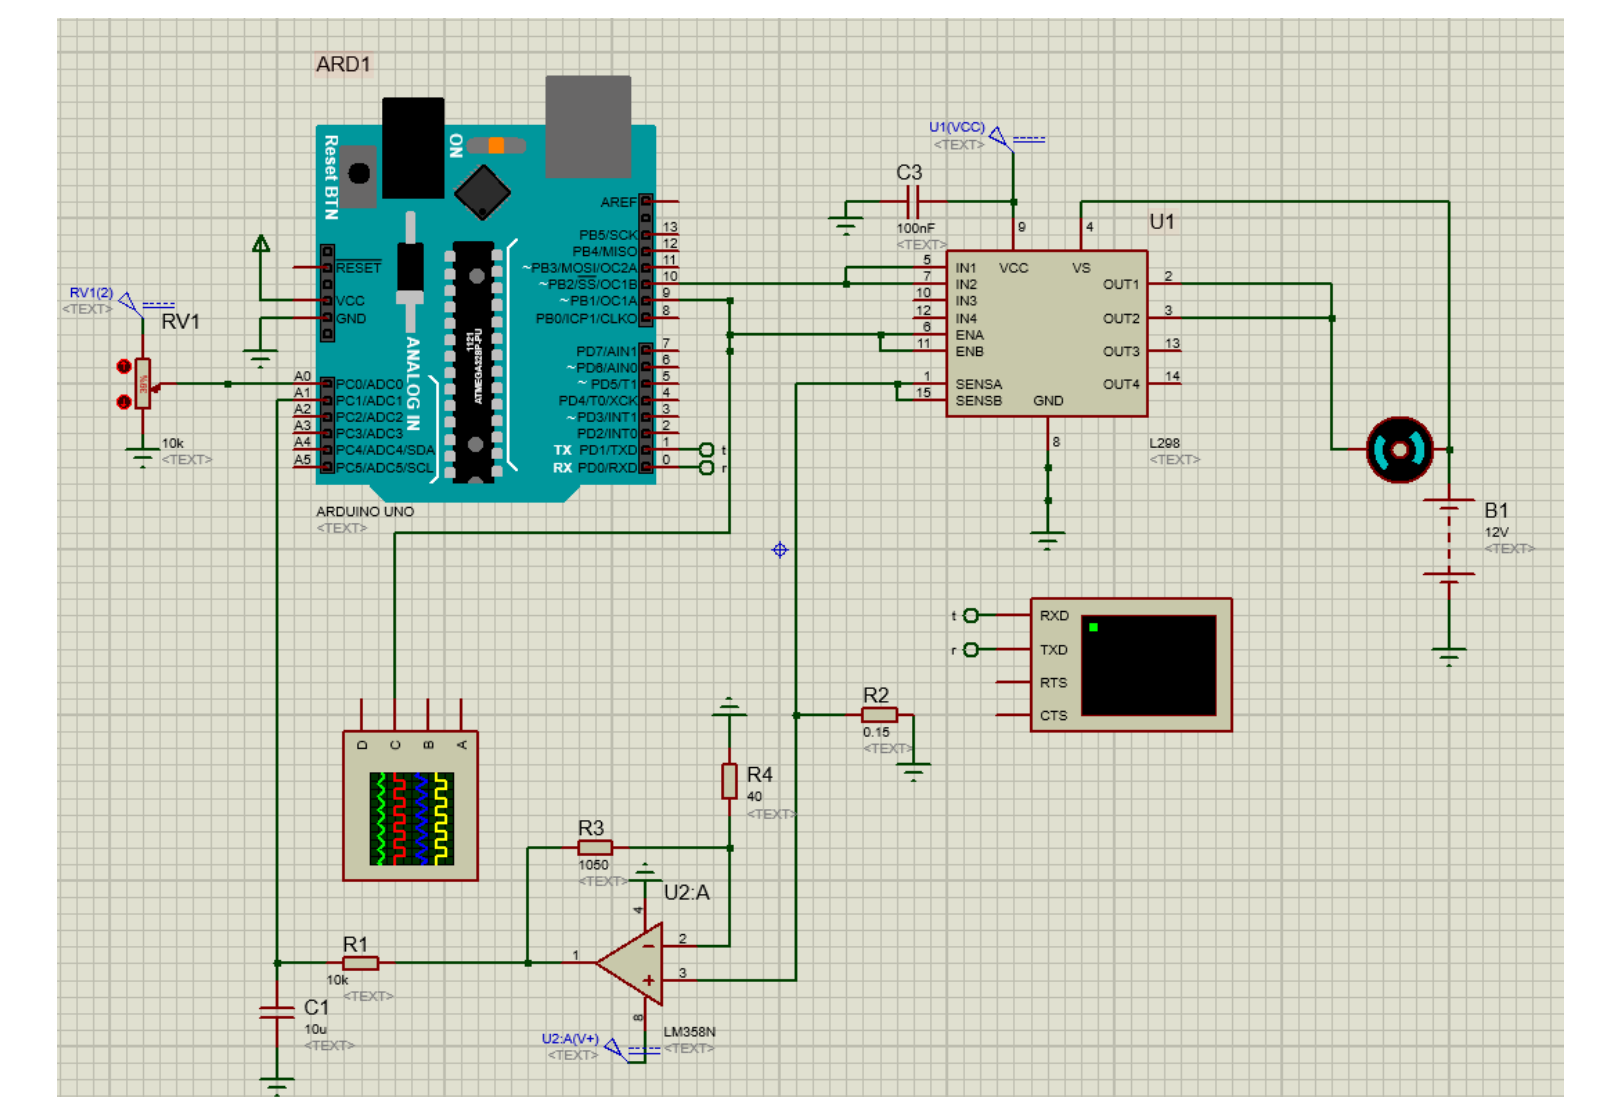 ARD1
Reset BTN
ON
AREF
PB5/SCK 13
PB4/MISO 12
~PB3/MOSI/OC2A 11
~PB2/SS/OC1B 10
~PB1/OC1A 9
PB0/ICP1/CLKO 8
PD7/AIN1 7
~PD6/AIN0 6
~PD5/T1 5
PD4/T0/XCK 4
~PD3/INT1 3
PD2/INT0 2
TX PD1/TXD 1 t
RX PD0/RXD 0 r
RESET
VCC
GND
ANALOG IN
1121
ATMEGA328P-PU
A0 PC0/ADC0
A1 PC1/ADC1
A2 PC2/ADC2
A3 PC3/ADC3
A4 PC4/ADC4/SDA
A5 PC5/ADC5/SCL
ARDUINO UNO
<TEXT>
RV1(2)
<TEXT>
RV1
10k
<TEXT>
U1(VCC)
<TEXT>
C3
100nF
<TEXT>
9
4
U1
5 IN1 VCC VS
7 IN2 OUT1 2
10 IN3
12 IN4 OUT2 3
6 ENA
11 ENB OUT3 13
1 SENSA OUT4 14
15 SENSB GND
8
L298
<TEXT>
B1
12V
<TEXT>
t RXD
r TXD
RTS
CTS
R2
0.15
<TEXT>
D C B A
R4
40
<TEXT>
R3
1050
<TEXT>
U2:A
4
2
1
3
8
LM358N
<TEXT>
U2:A(V+)
<TEXT>
R1
10k
<TEXT>
C1
10u
<TEXT>